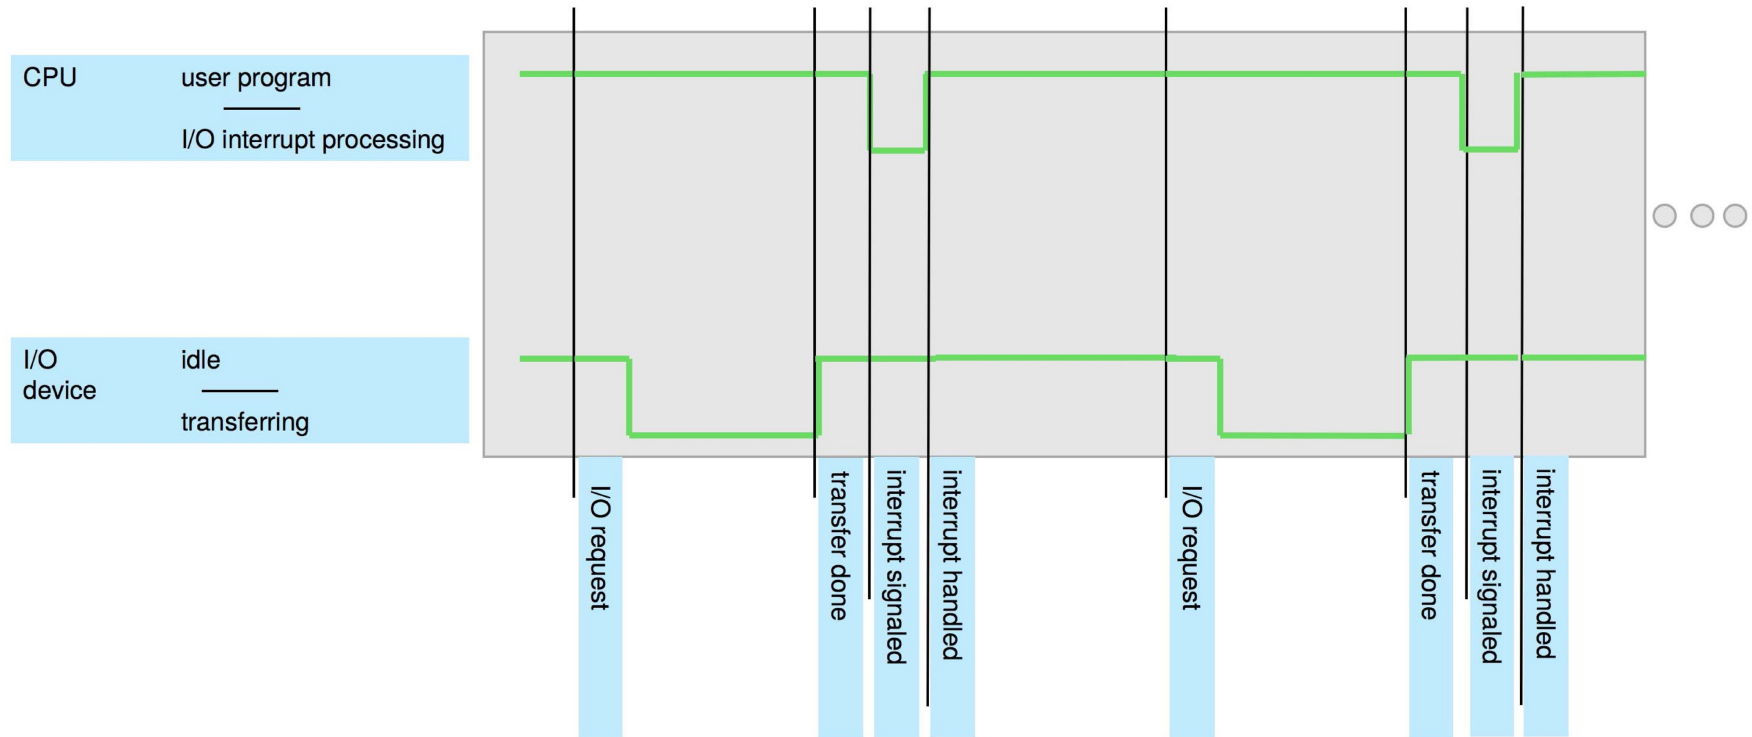 CPU
user program
I/O interrupt processing
I/O
device
idle
transferring
I/O request
transfer done
interrupt signaled
interrupt handled
I/O request
transfer done
interrupt signaled
interrupt handled